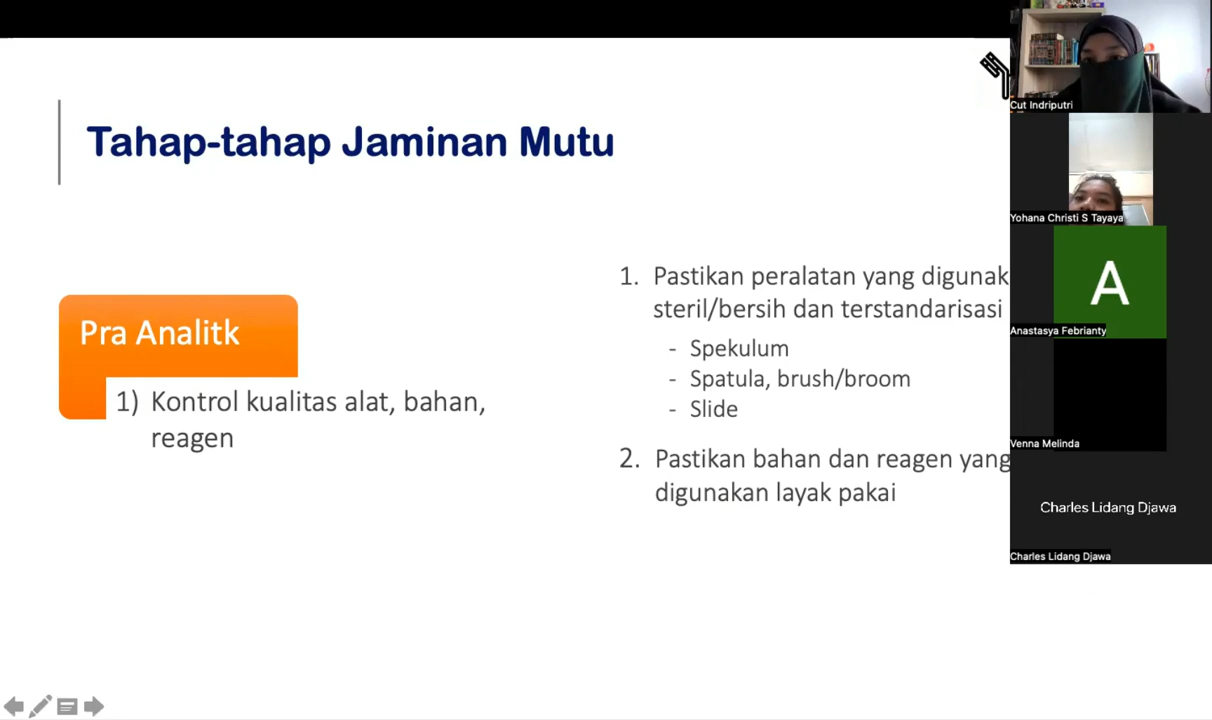 Tahap-tahap Jaminan Mutu
Pra Analitk
1) Kontrol kualitas alat, bahan,
reagen
1. Pastikan peralatan yang digunak
steril/bersih dan terstandarisasi
- Spekulum
- Spatula, brush/broom
- Slide
2. Pastikan bahan dan reagen yang
digunakan layak pakai
Cut Indriputri
Yohana Christi S Tayaya
A
Anastasya Febrianty
Venna Melinda
Charles Lidang Djawa
Charles Lidang Djawa